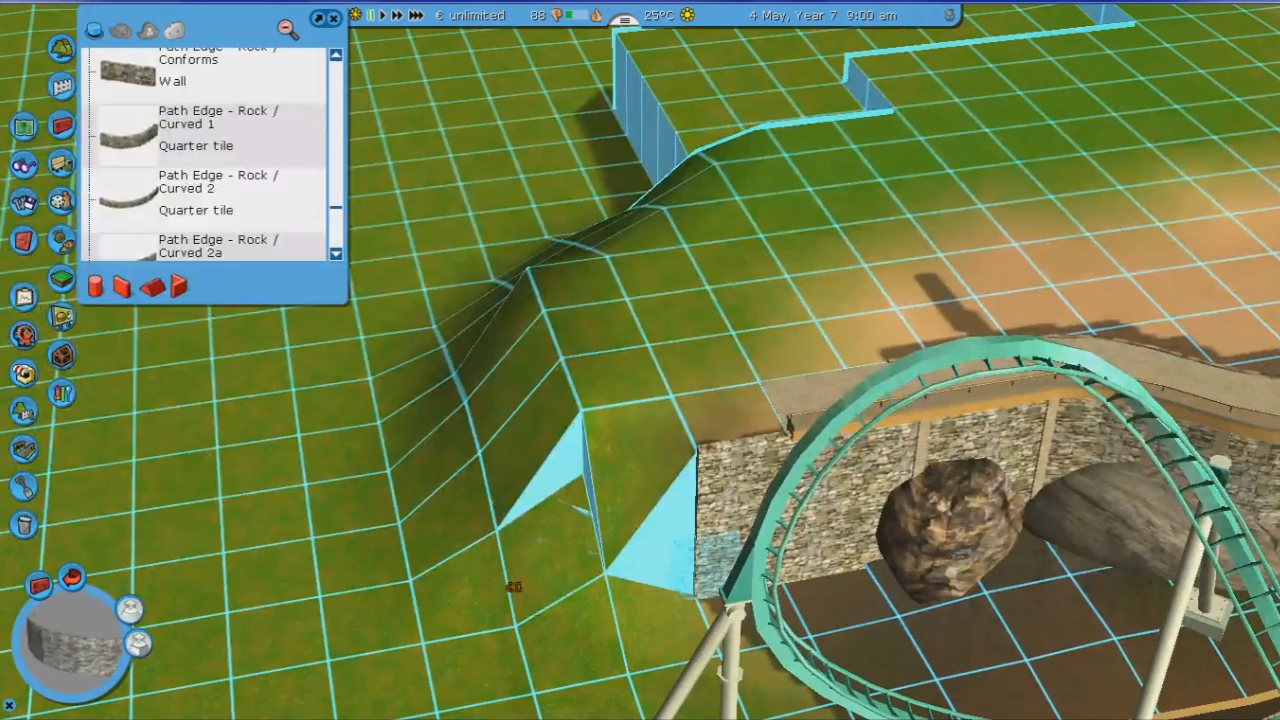 € unlimited 88 25°C 4 May, Year 7 9:00 am
Path Edge - Rock /
Conforms
Wall
Path Edge - Rock /
Curved 1
Quarter tile
Path Edge - Rock /
Curved 2
Quarter tile
Path Edge - Rock /
Curved 2a